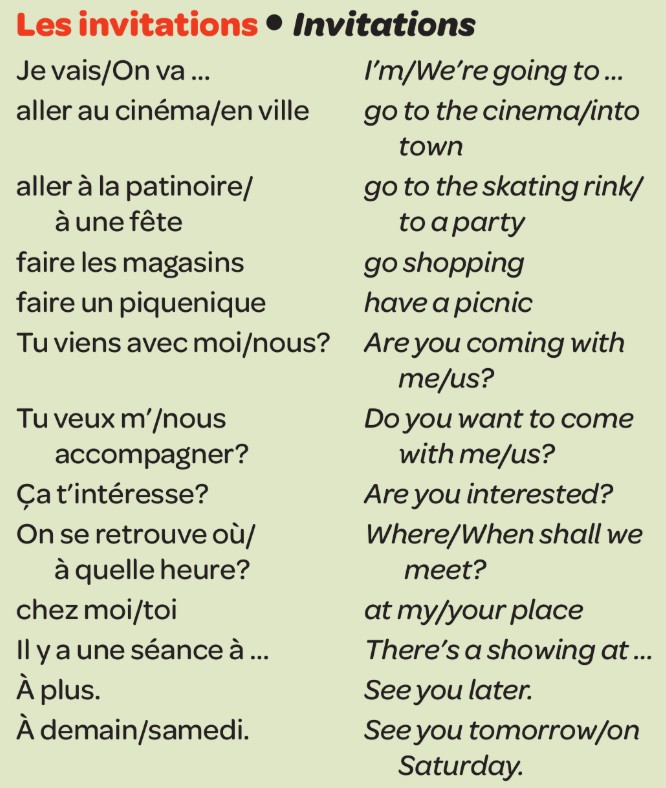 Les invitations • Invitations
Je vais/On va ... I'm/We're going to ...
aller au cinéma/en ville go to the cinema/into
town
aller à la patinoire/ go to the skating rink/
à une fête to a party
faire les magasins go shopping
faire un piquenique have a picnic
Tu viens avec moi/nous? Are you coming with
me/us?
Tu veux m'/nous Do you want to come
accompagner? with me/us?
Ça t'intéresse? Are you interested?
On se retrouve où/ Where/When shall we
à quelle heure? meet?
chez moi/toi at my/your place
Il y a une séance à ... There's a showing at ...
À plus. See you later.
À demain/samedi. See you tomorrow/on
Saturday.